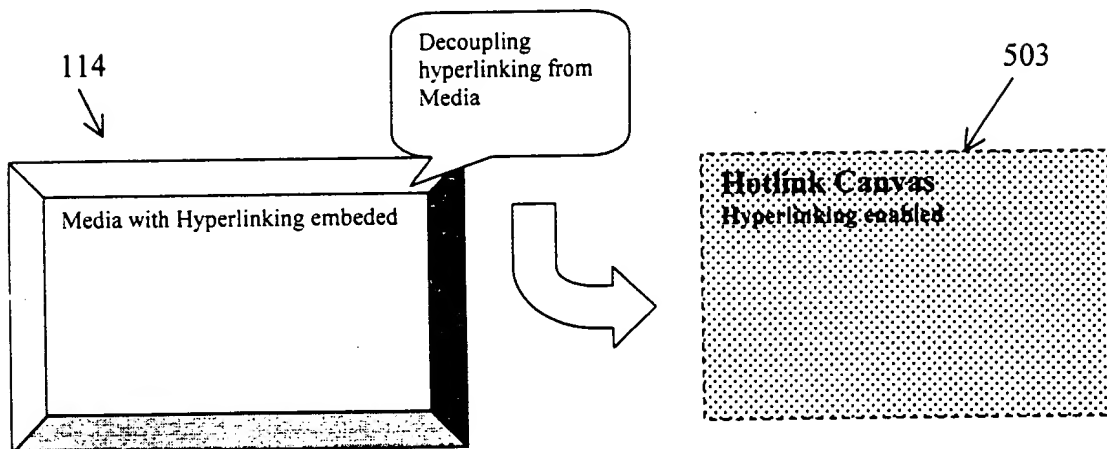 114
Decoupling
hyperlinking from
Media
503
Media with Hyperlinking embeded
Hotlink Canvas
Hyperlinking enabled